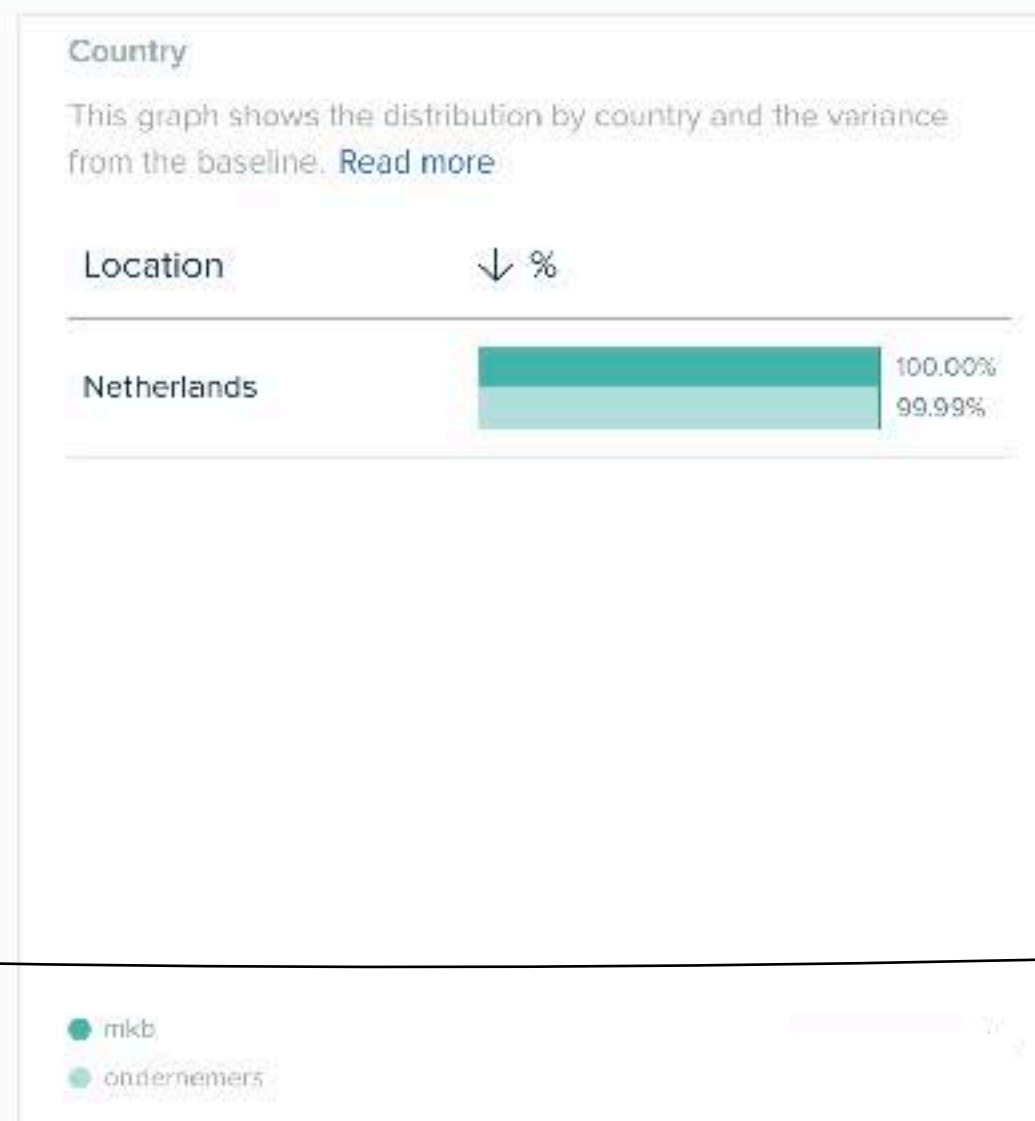 Country
This graph shows the distribution by country and the variance
from the baseline. Read more
Location ↓ %
Netherlands
100.00%
99.99%
mkb
ondernemers